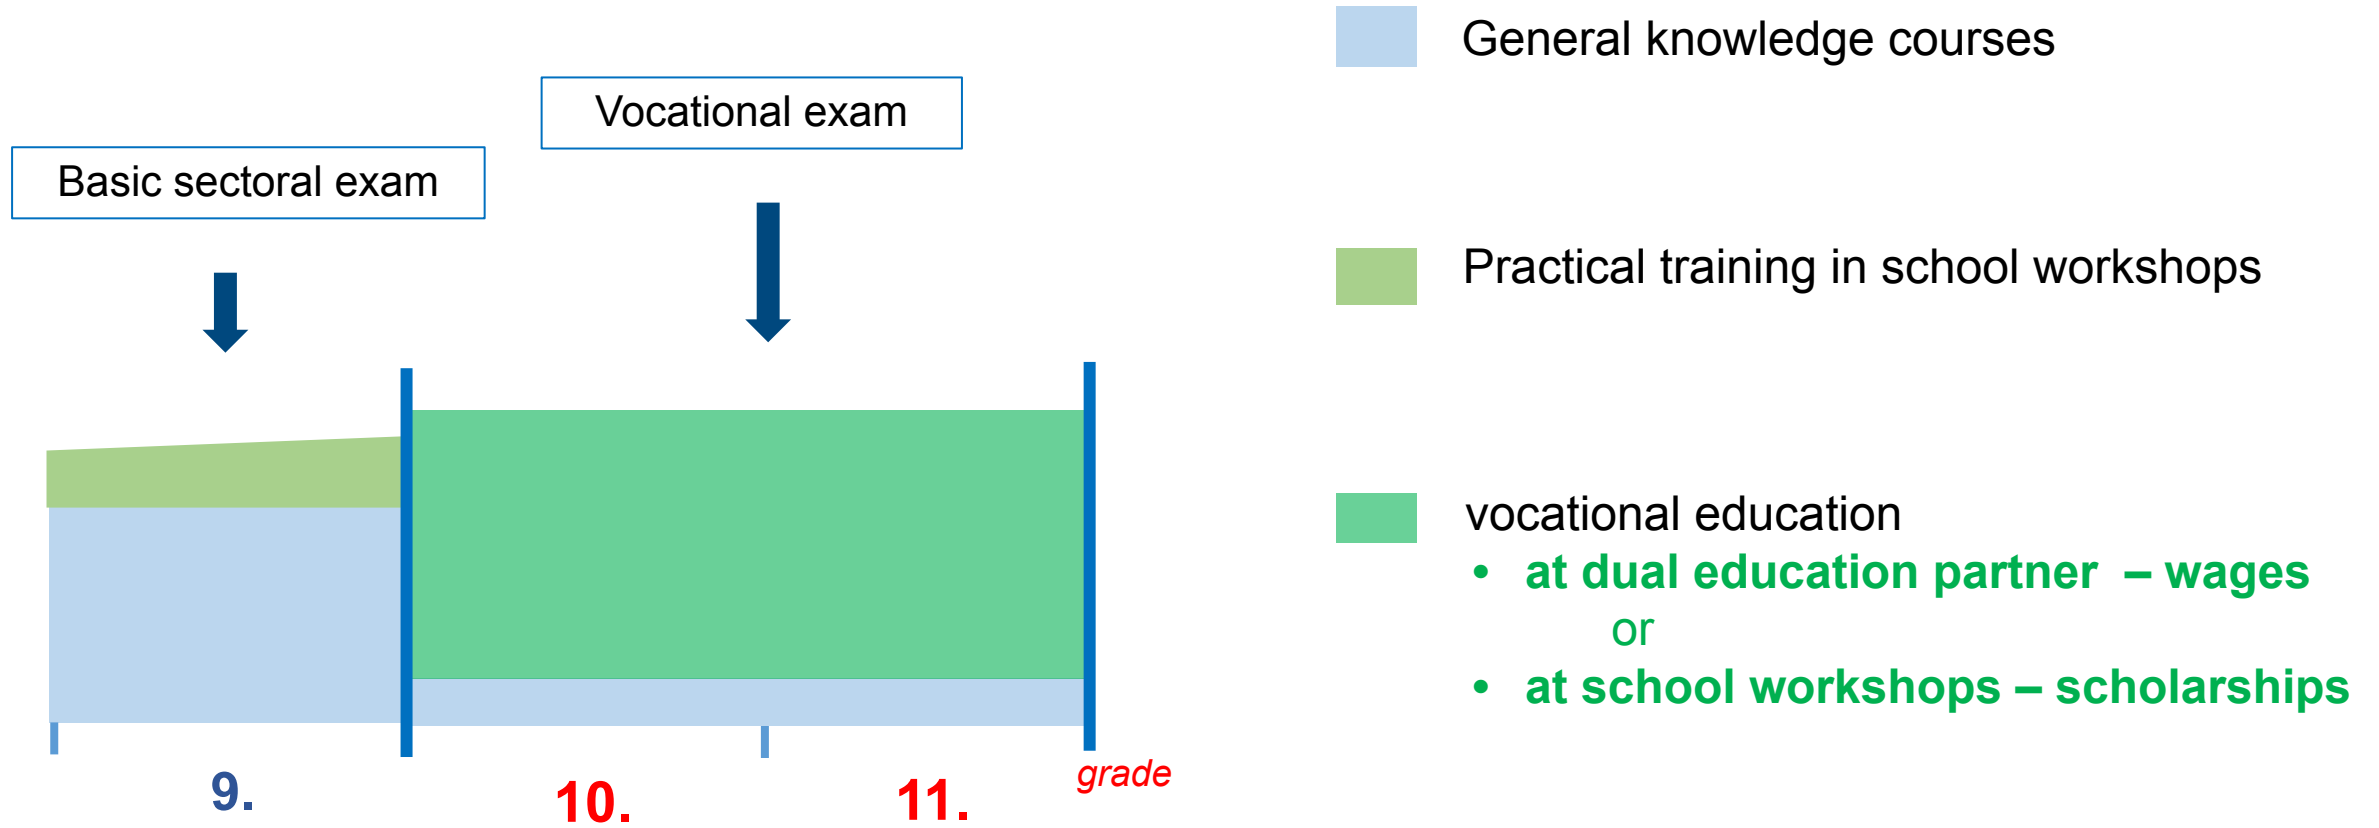 General knowledge courses
Vocational exam
Basic sectoral exam
Practical training in school workshops
vocational education
• at dual education partner – wages
or
• at school workshops – scholarships
9.
10.
11.
grade